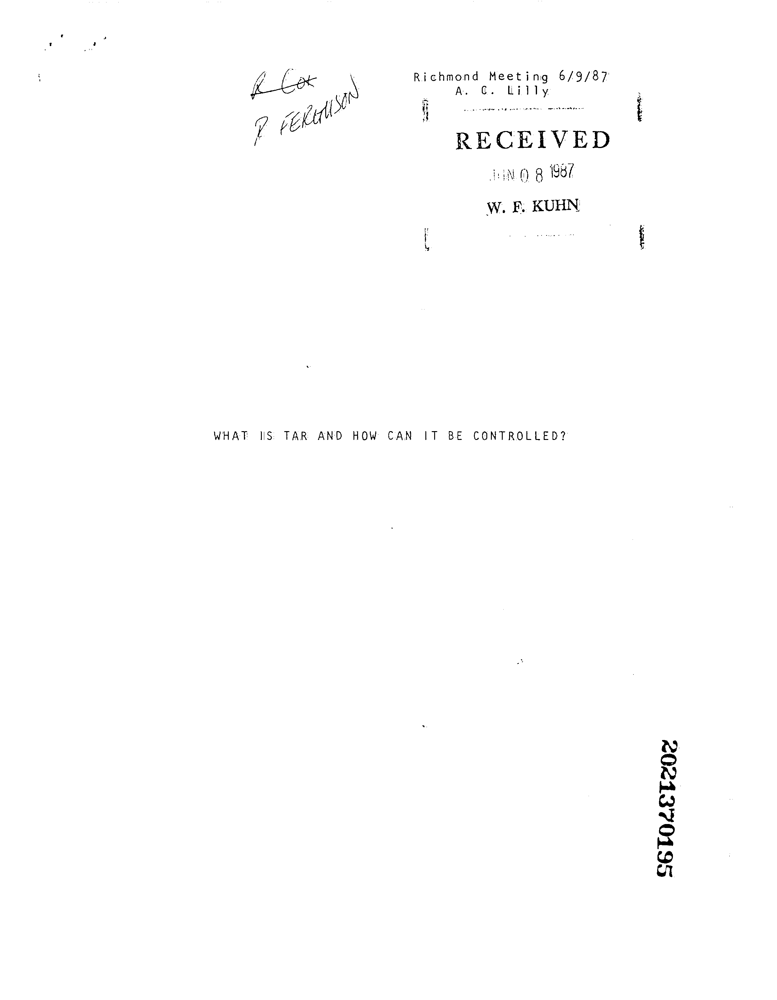 R Cox
R FERGUSON
Richmond Meeting 6/9/87
A. C. Lilly
RECEIVED
JUN 08 1987
W. F. KUHN
WHAT IS TAR AND HOW CAN IT BE CONTROLLED?
2021370195